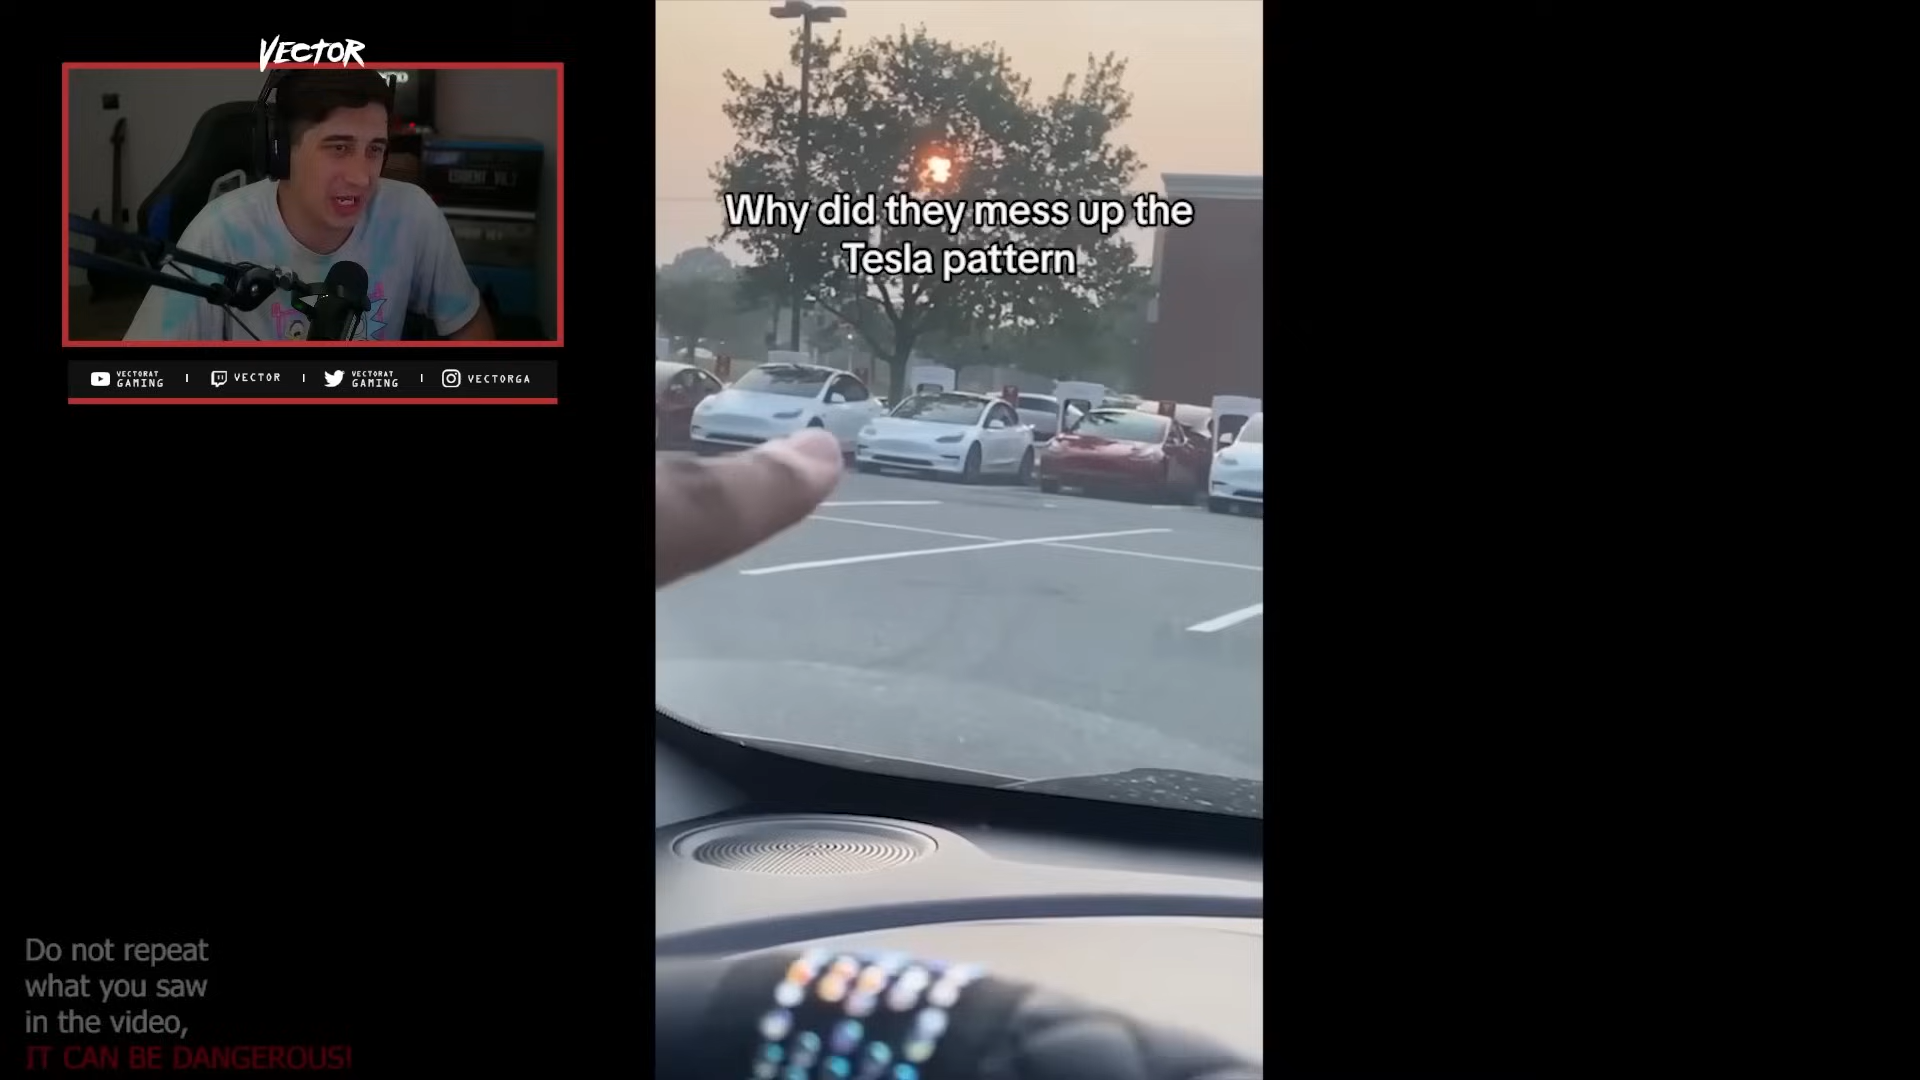 VECTOR
VECTORAT
GAMING
VECTOR
VECTORAT
GAMING
VECTORGA
Why did they mess up the
Tesla pattern
Do not repeat
what you saw
in the video,
IT CAN BE DANGEROUS!